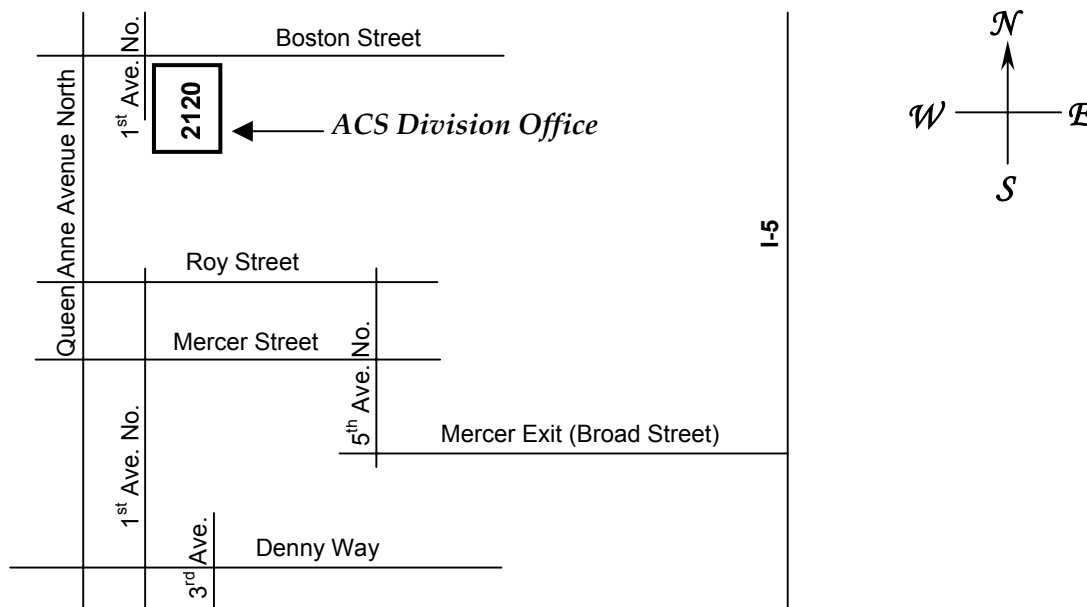 Boston Street
N
1st Ave. No.
2120
ACS Division Office
W
E
S
Queen Anne Avenue North
I-5
Roy Street
Mercer Street
5th Ave. No.
Mercer Exit (Broad Street)
1st Ave. No.
3rd Ave.
Denny Way